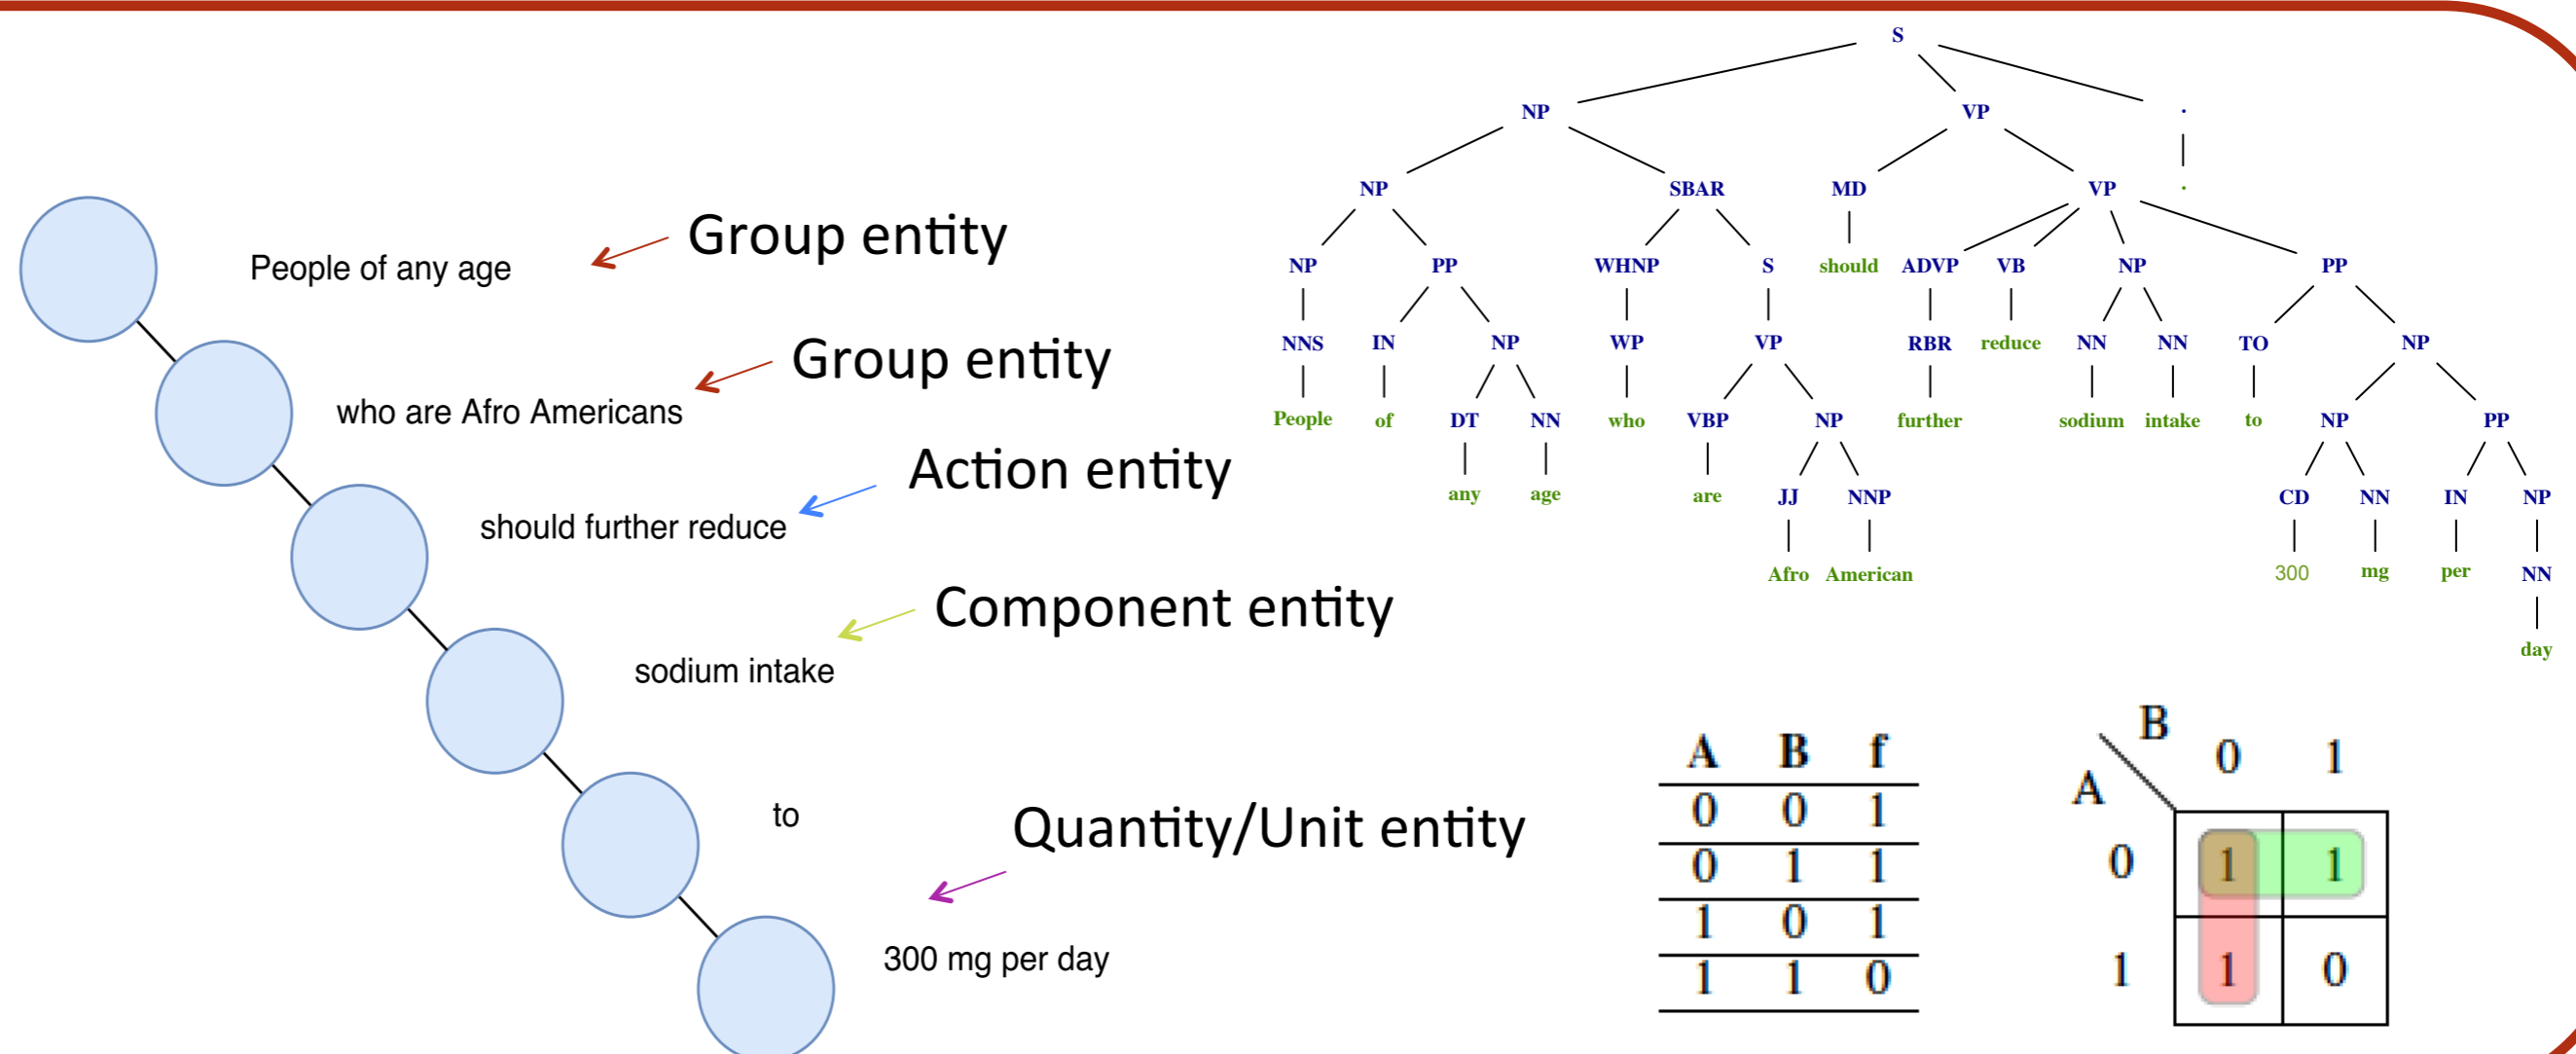 Group entity
People of any age
Group entity
who are Afro Americans
Action entity
should further reduce
Component entity
sodium intake
to
Quantity/Unit entity
300 mg per day
S
NP VP .
NP SBAR MD VP .
NP PP WHNP S should ADVP VB NP PP
NNS IN NP WP VP RBR reduce NN NN TO NP
People of DT NN who VBP NP further sodium intake to NP PP
any age are JJ NNP CD NN IN NP
Afro American 300 mg per NN
day
A B f
0 0 1
0 1 1
1 0 1
1 1 0
B
A 0 1
0 1 1
1 1 0